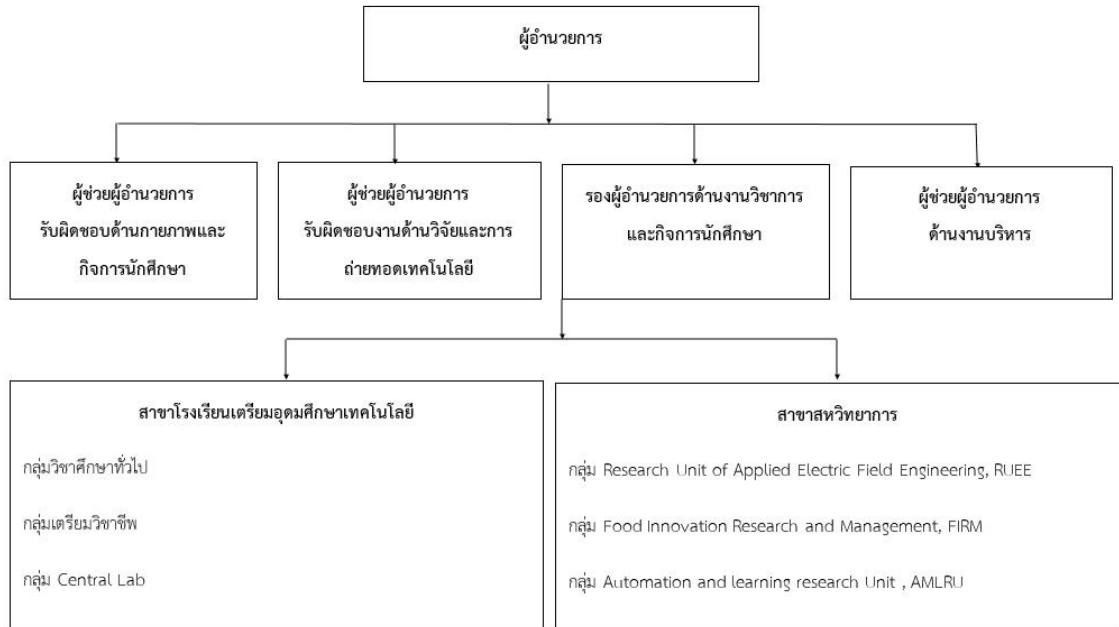 ผู้อำนวยการ
ผู้ช่วยผู้อำนวยการ
รับผิดชอบด้านกายภาพและ
กิจการนักศึกษา
ผู้ช่วยผู้อำนวยการ
รับผิดชอบงานด้านวิจัยและการ
ถ่ายทอดเทคโนโลยี
รองผู้อำนวยการด้านงานวิชาการ
และกิจการนักศึกษา
ผู้ช่วยผู้อำนวยการ
ด้านงานบริหาร
สาขาโรงเรียนเตรียมอุดมศึกษาเทคโนโลยี
กลุ่มวิชาศึกษาทั่วไป
กลุ่มเตรียมวิชาชีพ
กลุ่ม Central Lab
สาขาสหวิทยาการ
กลุ่ม Research Unit of Applied Electric Field Engineering, RUEE
กลุ่ม Food Innovation Research and Management, FIRM
กลุ่ม Automation and learning research Unit , AMLRU